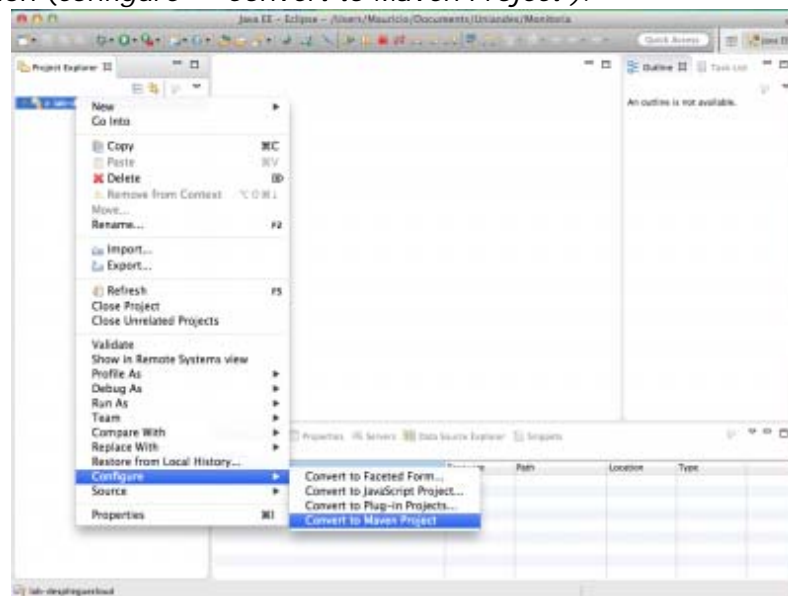 (configure -> Convert to Maven Project ).
Java EE - Eclipse - /Users/Mauricio/Documents/Uniandes/Monitoria
Quick Access
Java E
Project Explorer
Outline
Task List
An outline is not available.
New
Go Into
Copy ⌘C
Paste ⌘V
Delete ⌦
Remove from Context
Move...
Rename... F2
Import...
Export...
Refresh F5
Close Project
Close Unrelated Projects
Validate
Show in Remote Systems view
Profile As
Debug As
Run As
Team
Compare With
Replace With
Restore from Local History...
Configure
Source
Properties ⌘I
Properties Servers Data Source Explorer Snippets
Path Location Type
Convert to Faceted Form...
Convert to JavaScript Project...
Convert to Plug-in Projects...
Convert to Maven Project
lab-desplieguecloud